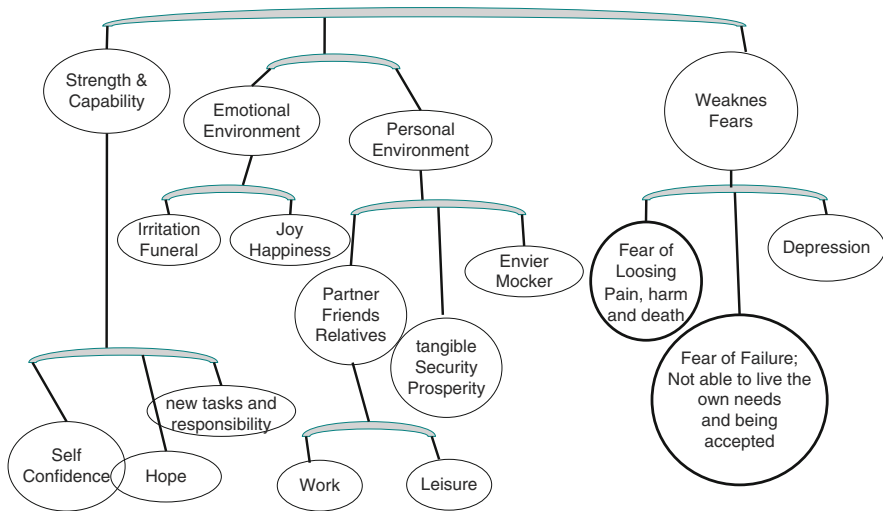 Strength &
Capability
Emotional
Environment
Personal
Environment
Weaknes
Fears
Irritation
Funeral
Joy
Happiness
Envier
Mocker
Fear of
Loosing
Pain, harm
and death
Depression
Partner
Friends
Relatives
tangible
Security
Prosperity
Fear of Failure;
Not able to live the
own needs
and being
accepted
new tasks and
responsibility
Self
Confidence
Hope
Work
Leisure